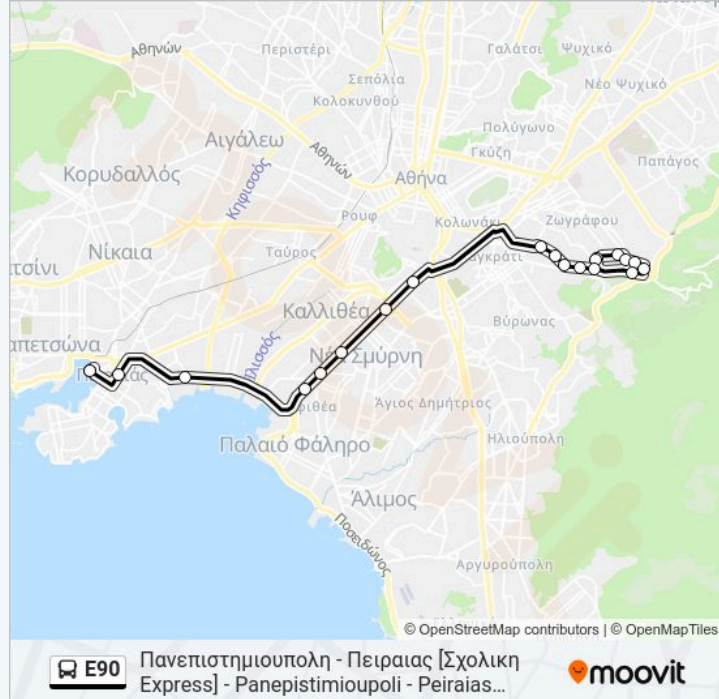 Αθηνών
Περιστέρι
Γαλάτσι
Ψυχικό
Σεπόλια
Νέο Ψυχικό
Κολοκυνθού
Πολύγωνο
Αιγάλεω
Αθηνών
Γκύζη
Παπάγος
Κορυδαλλός
Αθήνα
Κηφισσός
Ρουφ
Κολωνάκι
Ζωγράφου
Νίκαια
Ταύρος
Καλλιθέα
Βύρωνας
Ιλισσός
Άγιος Δημήτριος
Ηλιούπολη
Παλαιό Φάληρο
Άλιμος
Ποσειδώνος
Αργυρούπολη
© OpenStreetMap contributors | © OpenMapTiles
E90
Πανεπιστημιουπολη - Πειραιας [Σχολικη
Express] - Panepistimioupoli - Peiraias...
moovit